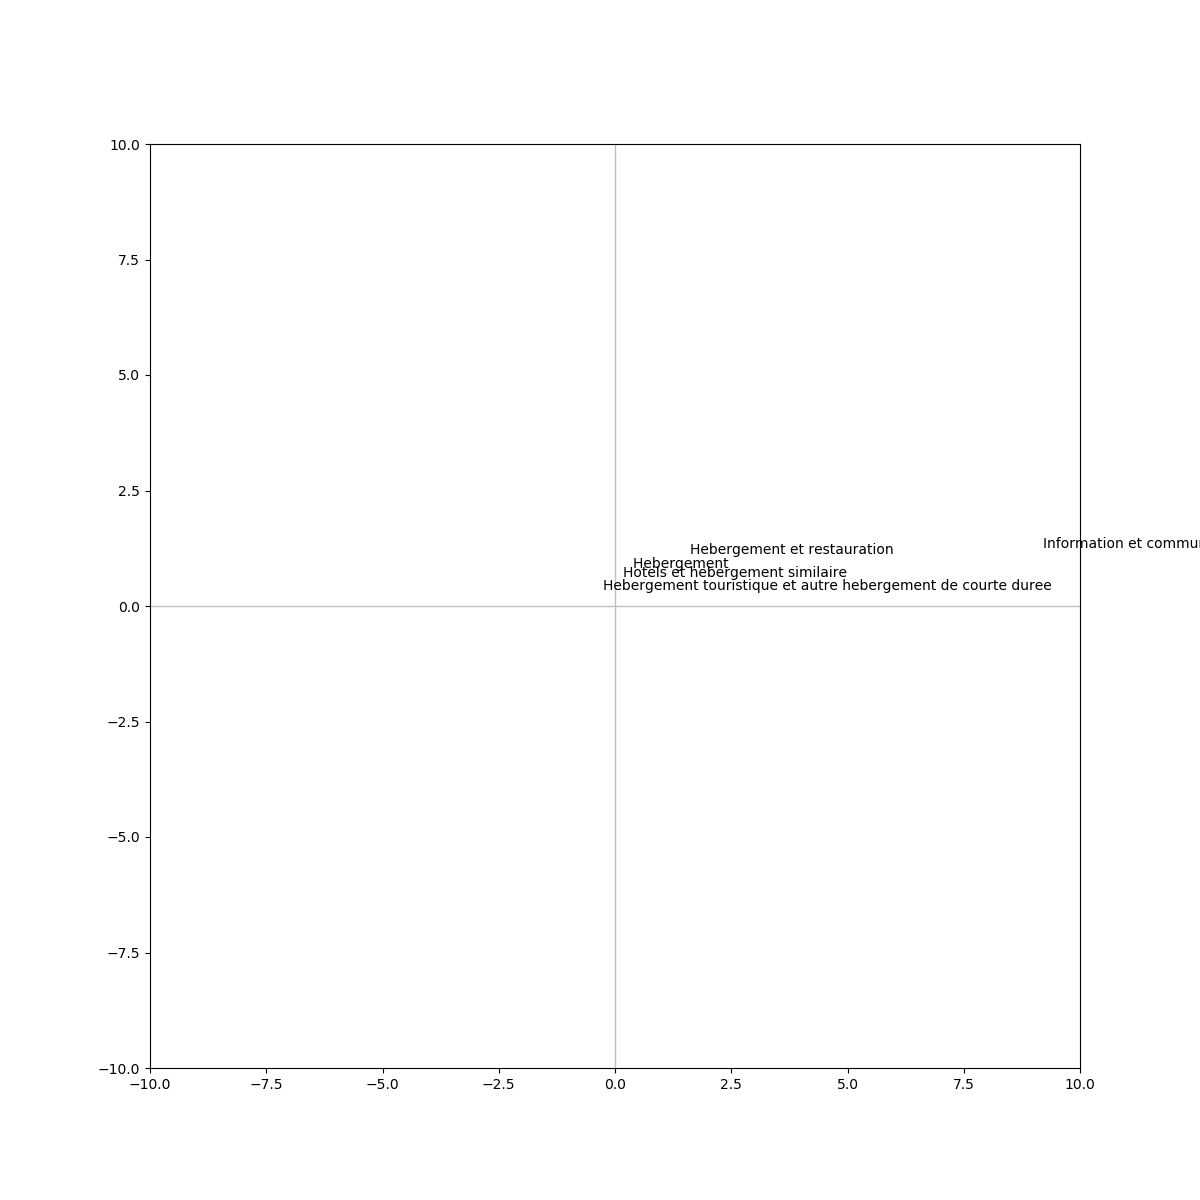 10.0
7.5
5.0
2.5
Information et commu
Hebergement et restauration
Hebergement
Hotels et hebergement similaire
Hebergement touristique et autre hebergement de courte duree
0.0
−2.5
−5.0
−7.5
−10.0
−10.0 −7.5 −5.0 −2.5 0.0 2.5 5.0 7.5 10.0